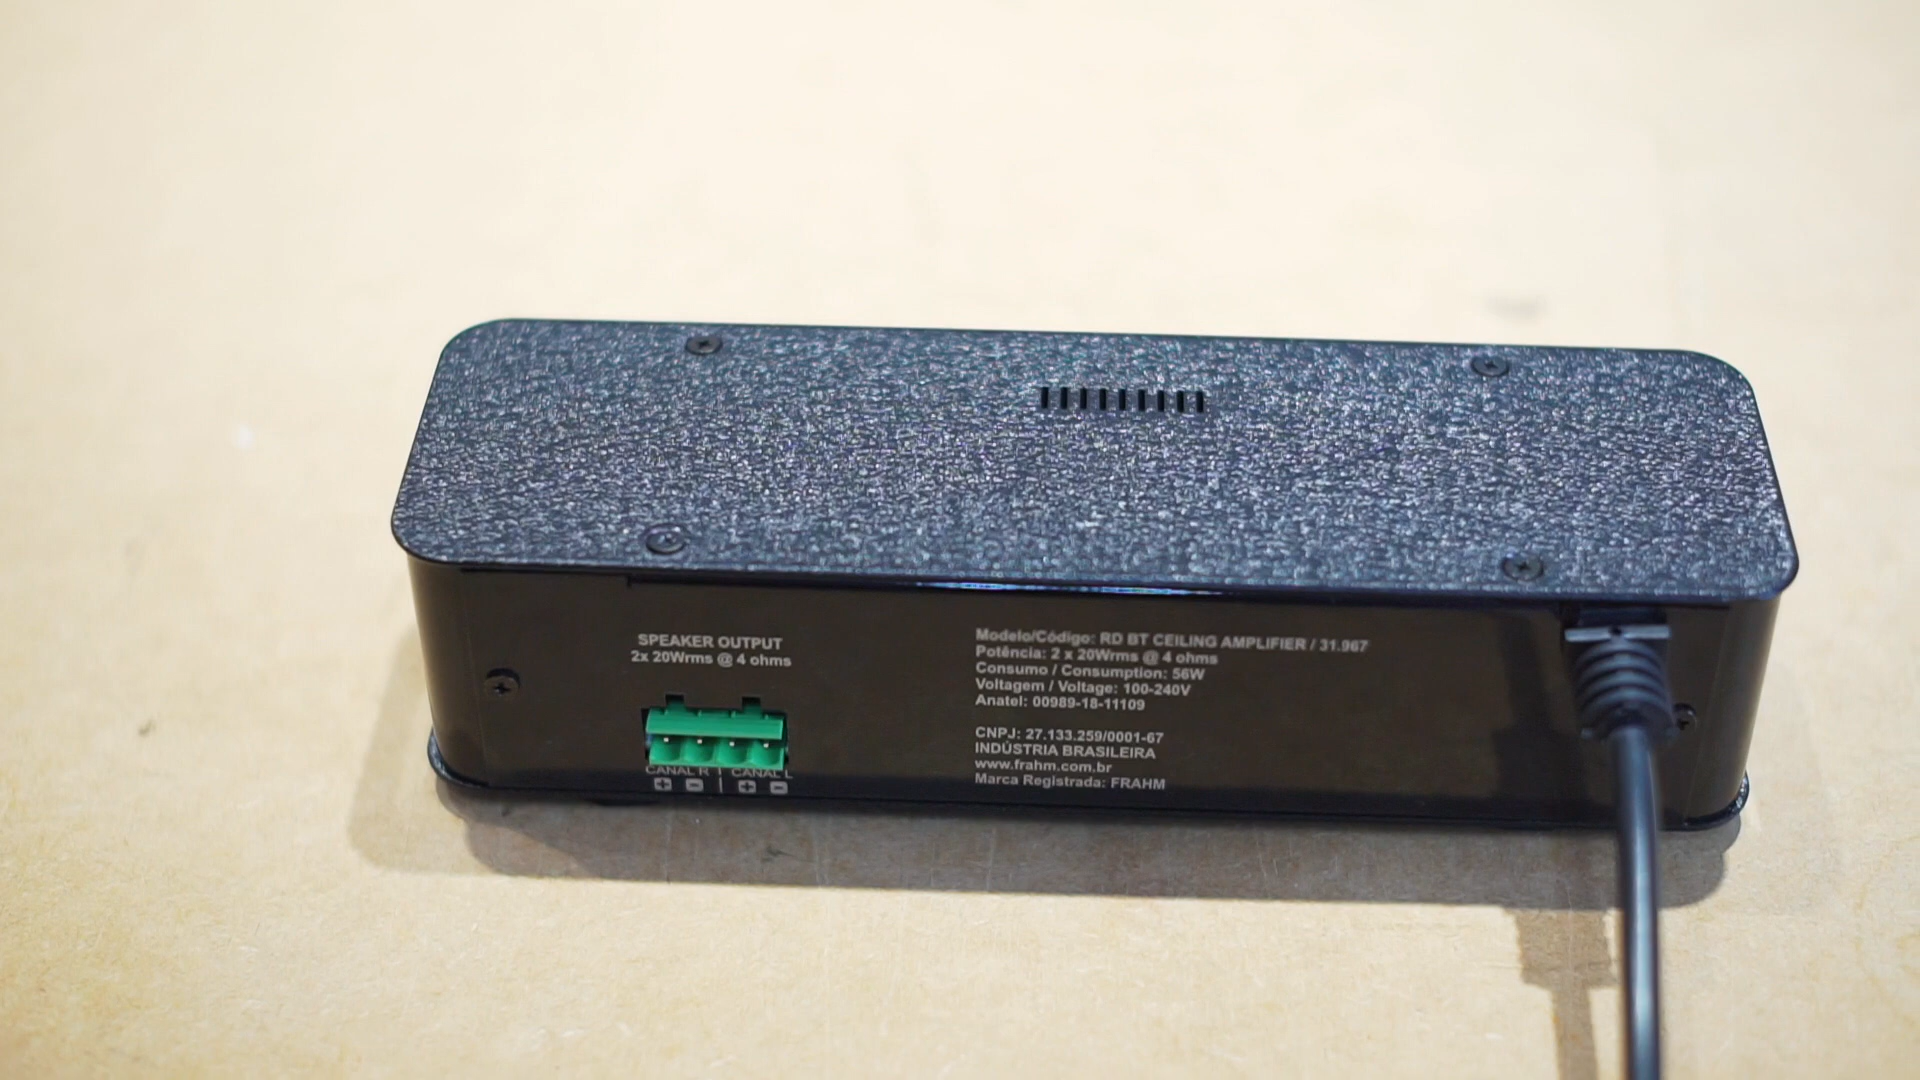 SPEAKER OUTPUT
2x 20Wrms @ 4 ohms
CANAL R | CANAL L
+ - | + -
Modelo/Código: RD BT CEILING AMPLIFIER / 31.967
Potência: 2 x 20Wrms @ 4 ohms
Consumo / Consumption: 56W
Voltagem / Voltage: 100-240V
Anatel: 00989-18-11109
CNPJ: 27.133.259/0001-67
INDÚSTRIA BRASILEIRA
www.frahm.com.br
Marca Registrada: FRAHM